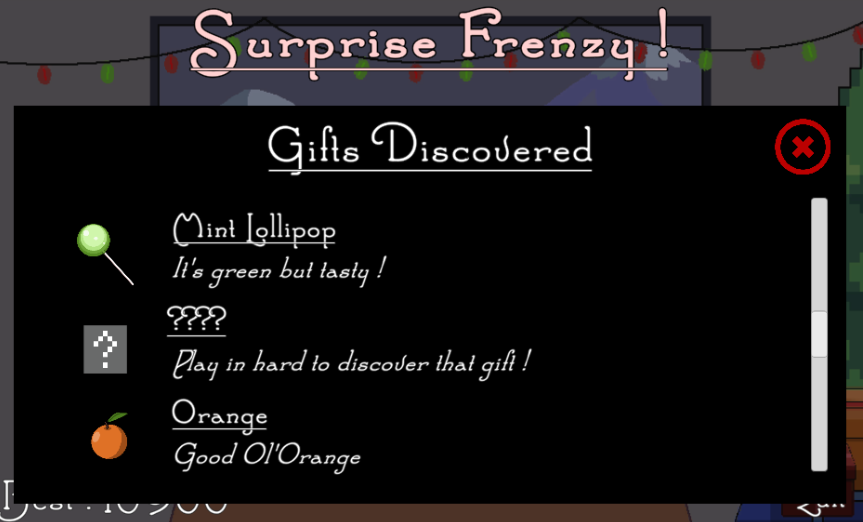 Surprise Frenzy !
Gifts Discovered
Mint Lollipop
It's green but tasty !
????
Play in hard to discover that gift !
Orange
Good Ol'Orange
Best :